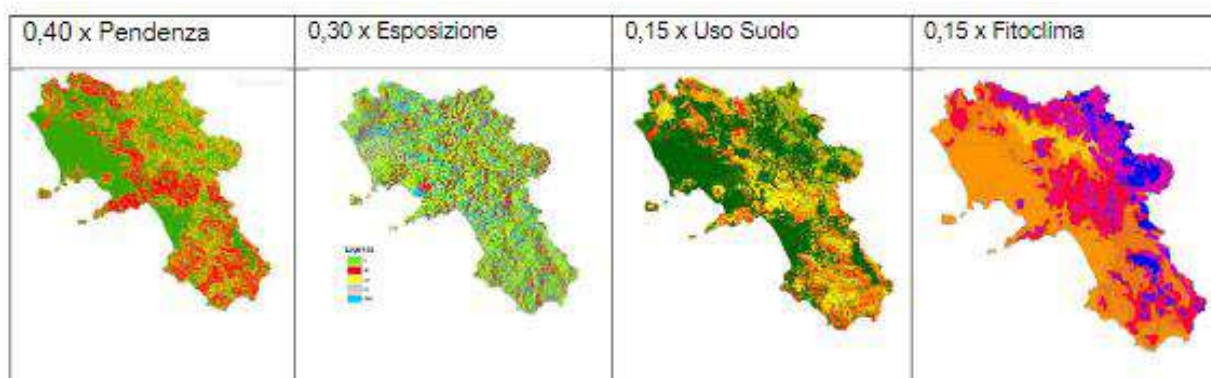 0,40 x Pendenza
0,30 x Esposizione
0,15 x Uso Suolo
0,15 x Fitoclima